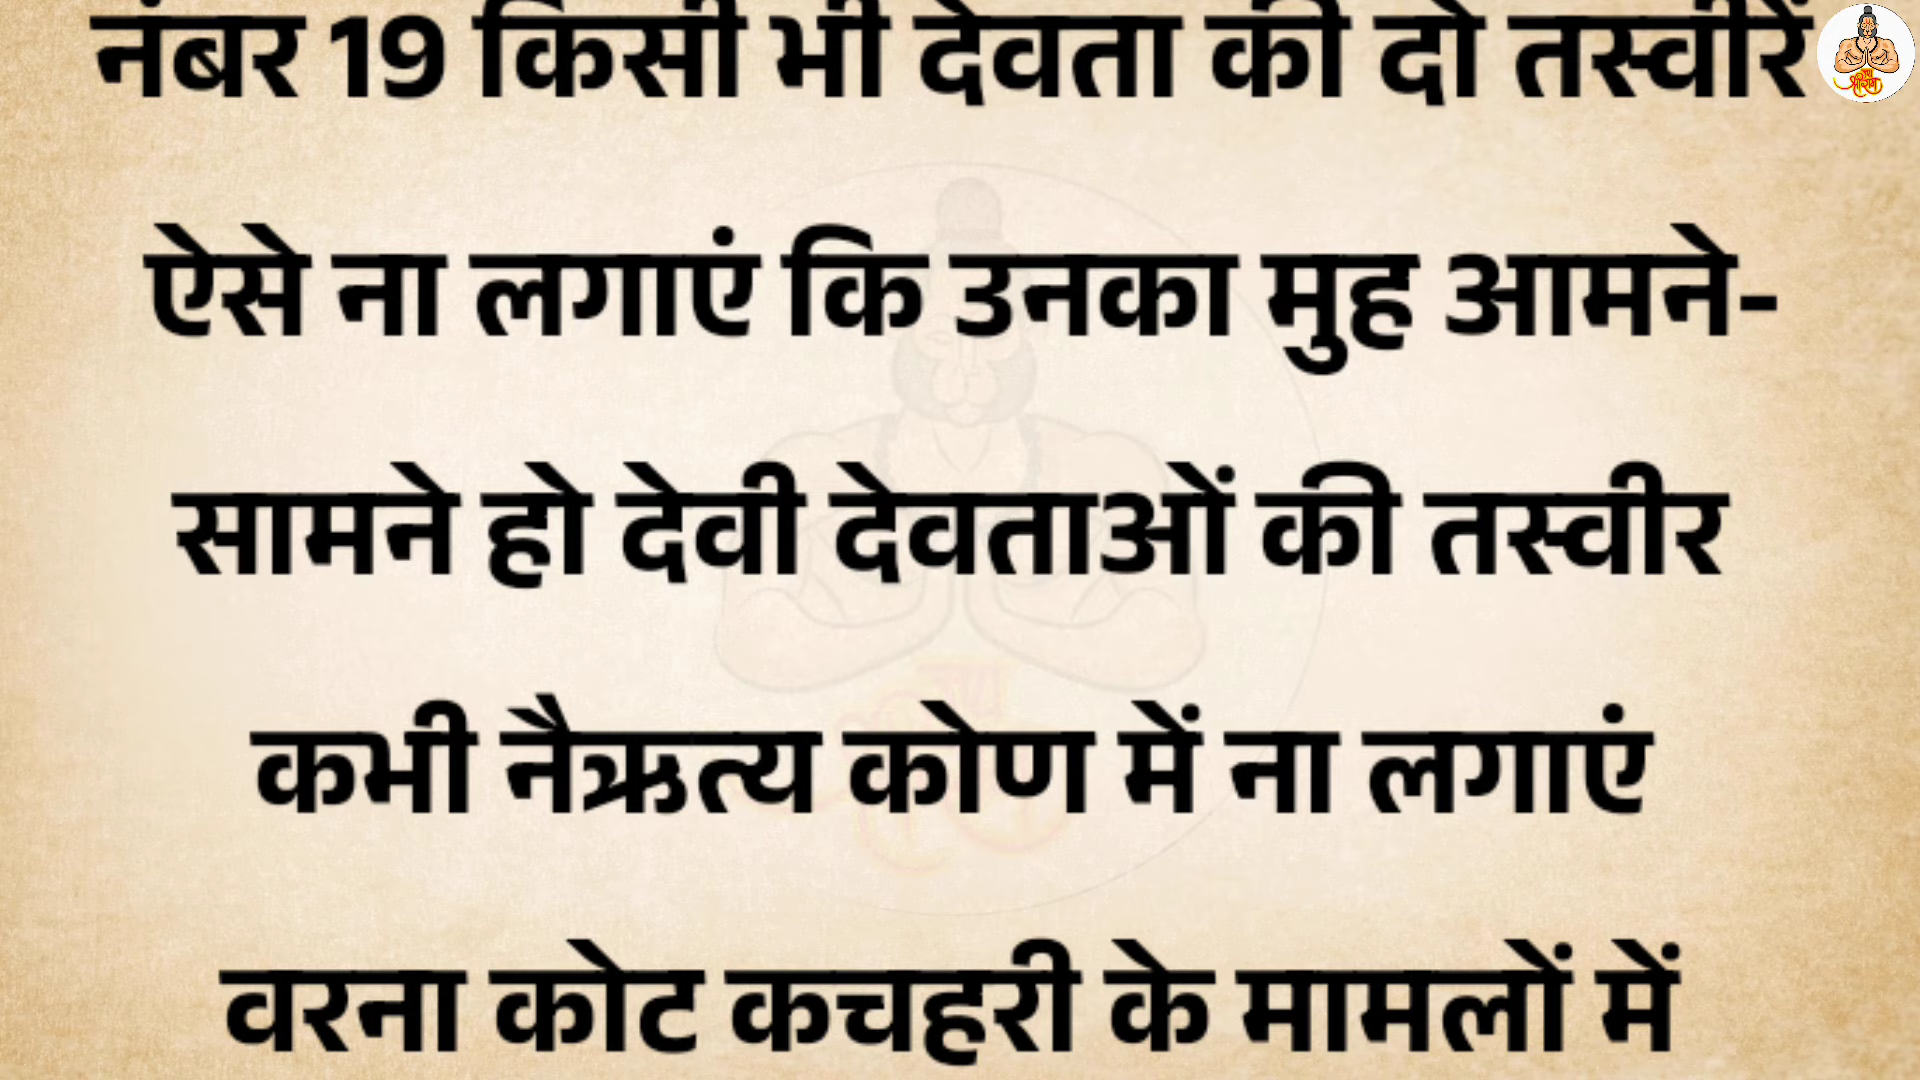 नंबर 19 किसी भी देवता की दो तस्वीरें
ऐसे ना लगाएं कि उनका मुह आमने-
सामने हो देवी देवताओं की तस्वीर
कभी नैऋत्य कोण में ना लगाएं
वरना कोट कचहरी के मामलों में